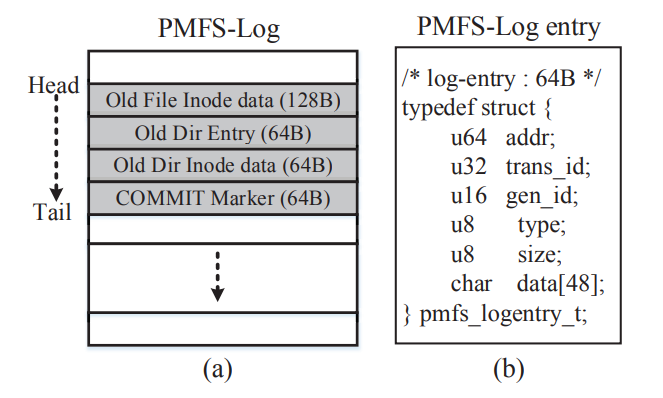 PMFS-Log
Head
Old File Inode data (128B)
Old Dir Entry (64B)
Old Dir Inode data (64B)
COMMIT Marker (64B)
Tail
(a)
PMFS-Log entry
/* log-entry : 64B */
typedef struct {
u64 addr;
u32 trans_id;
u16 gen_id;
u8 type;
u8 size;
char data[48];
} pmfs_logentry_t;
(b)